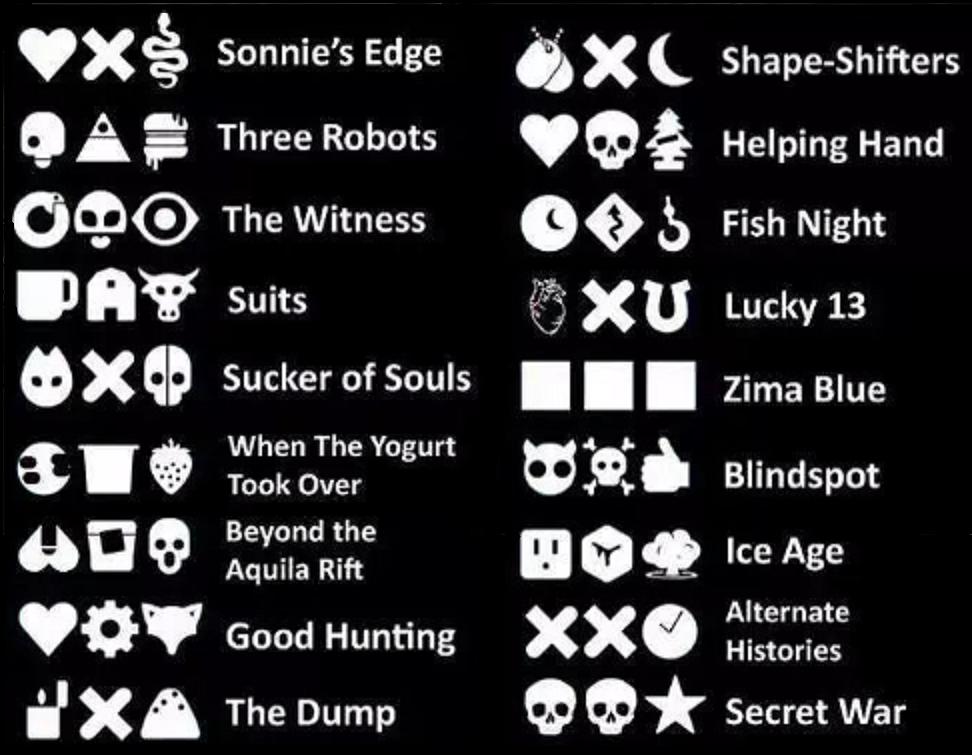 Sonnie's Edge
Three Robots
The Witness
Suits
Sucker of Souls
When The Yogurt
Took Over
Beyond the
Aquila Rift
Good Hunting
The Dump
Shape-Shifters
Helping Hand
Fish Night
Lucky 13
Zima Blue
Blindspot
Ice Age
Alternate
Histories
Secret War